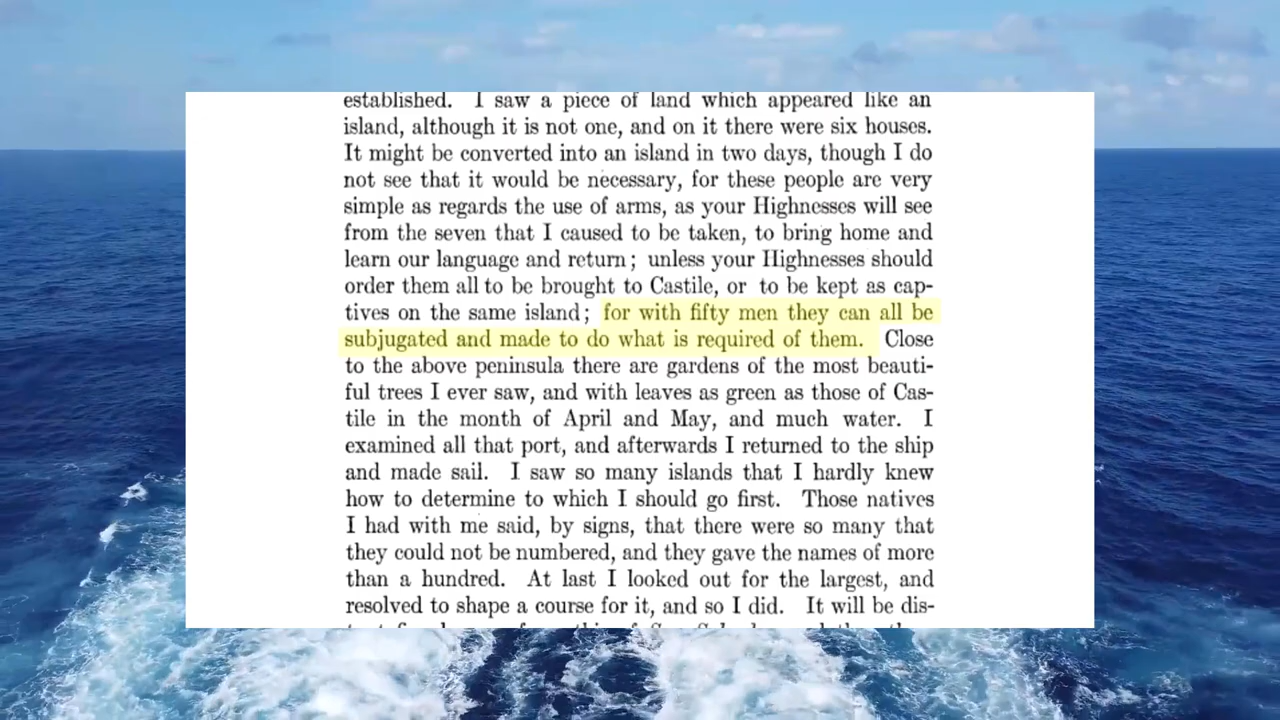 established. I saw a piece of land which appeared like an
island, although it is not one, and on it there were six houses.
It might be converted into an island in two days, though I do
not see that it would be necessary, for these people are very
simple as regards the use of arms, as your Highnesses will see
from the seven that I caused to be taken, to bring home and
learn our language and return; unless your Highnesses should
order them all to be brought to Castile, or to be kept as cap-
tives on the same island; for with fifty men they can all be
subjugated and made to do what is required of them. Close
to the above peninsula there are gardens of the most beauti-
ful trees I ever saw, and with leaves as green as those of Cas-
tile in the month of April and May, and much water. I
examined all that port, and afterwards I returned to the ship
and made sail. I saw so many islands that I hardly knew
how to determine to which I should go first. Those natives
I had with me said, by signs, that there were so many that
they could not be numbered, and they gave the names of more
than a hundred. At last I looked out for the largest, and
resolved to shape a course for it, and so I did. It will be dis-